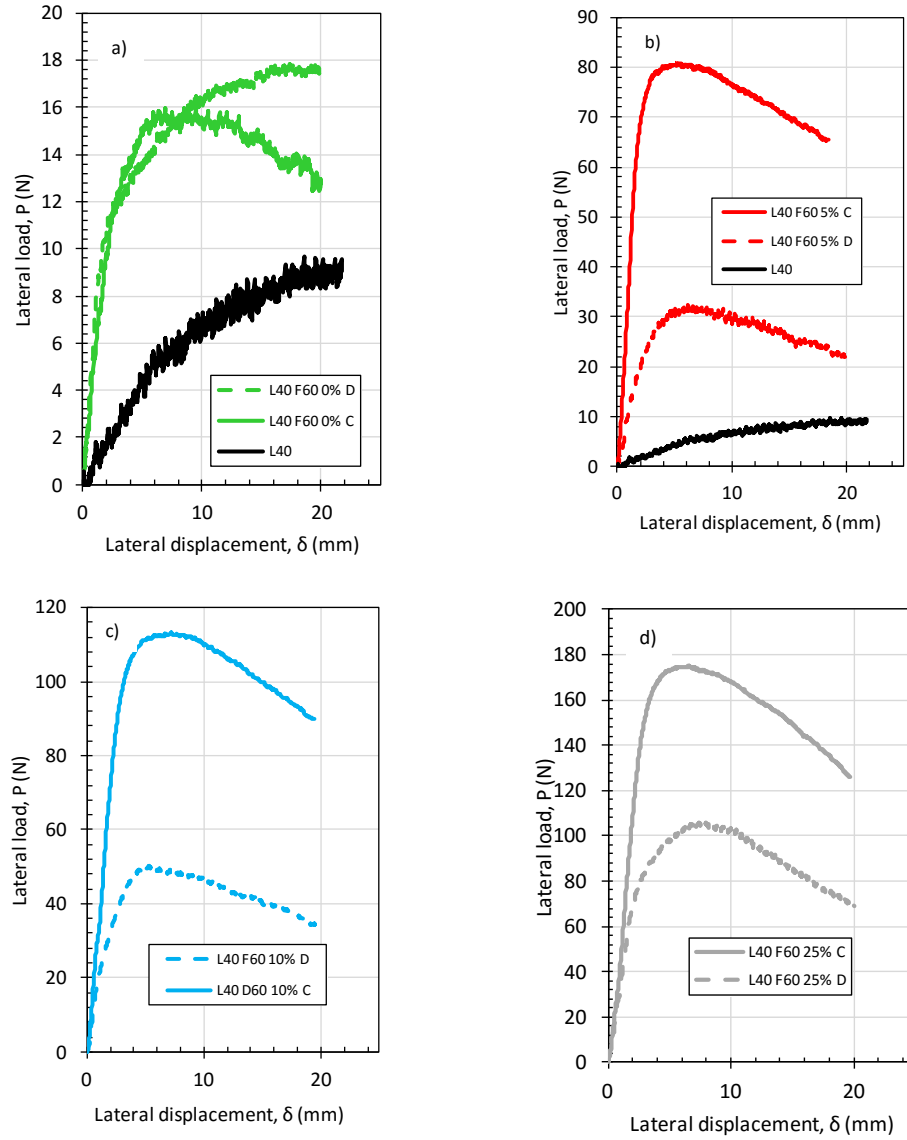 a)
20
18
16
14
12
10
8
6
4
2
0
Lateral load, P (N)
L40 F60 0% D
L40 F60 0% C
L40
0 10 20
Lateral displacement, δ (mm)
b)
90
80
70
60
50
40
30
20
10
0
Lateral load, P (N)
L40 F60 5% C
L40 F60 5% D
L40
0 10 20
Lateral displacement, δ (mm)
c)
120
100
80
60
40
20
0
Lateral load, P (N)
L40 F60 10% D
L40 D60 10% C
0 10 20
Lateral displacement, δ (mm)
d)
200
180
160
140
120
100
80
60
40
20
0
Lateral load, P (N)
L40 F60 25% C
L40 F60 25% D
0 10 20
Lateral displacement, δ (mm)